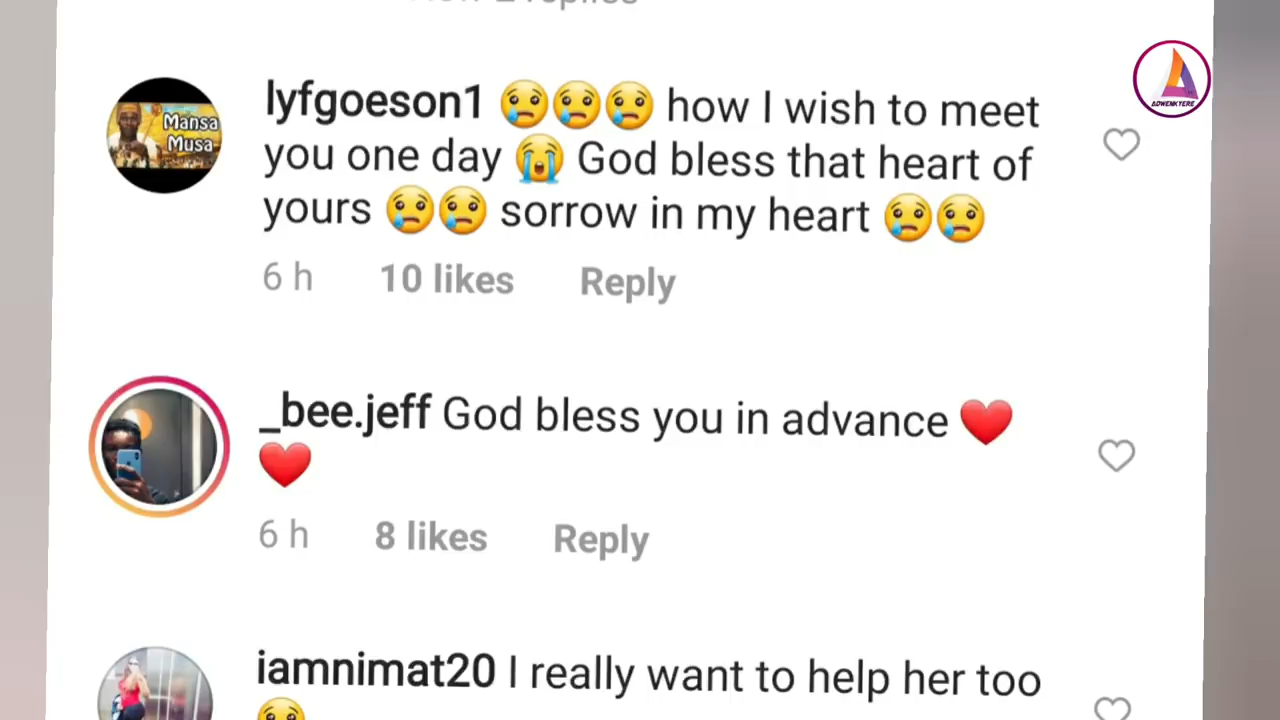 lyfgoeson1 😢😢😢 how I wish to meet
you one day 😭 God bless that heart of
yours 😢😢 sorrow in my heart 😢😢
6 h 10 likes Reply
_bee.jeff God bless you in advance ❤️
❤️
6 h 8 likes Reply
iamnimat20 I really want to help her too
😢
Mansa
Musa
ADWENKYERE